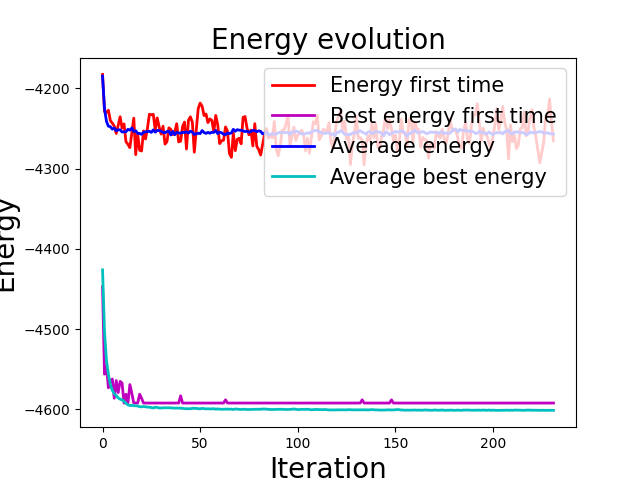 Energy evolution
Energy first time
Best energy first time
Average energy
Average best energy
Energy
−4200
−4300
−4400
−4500
−4600
0
50
100
150
200
Iteration